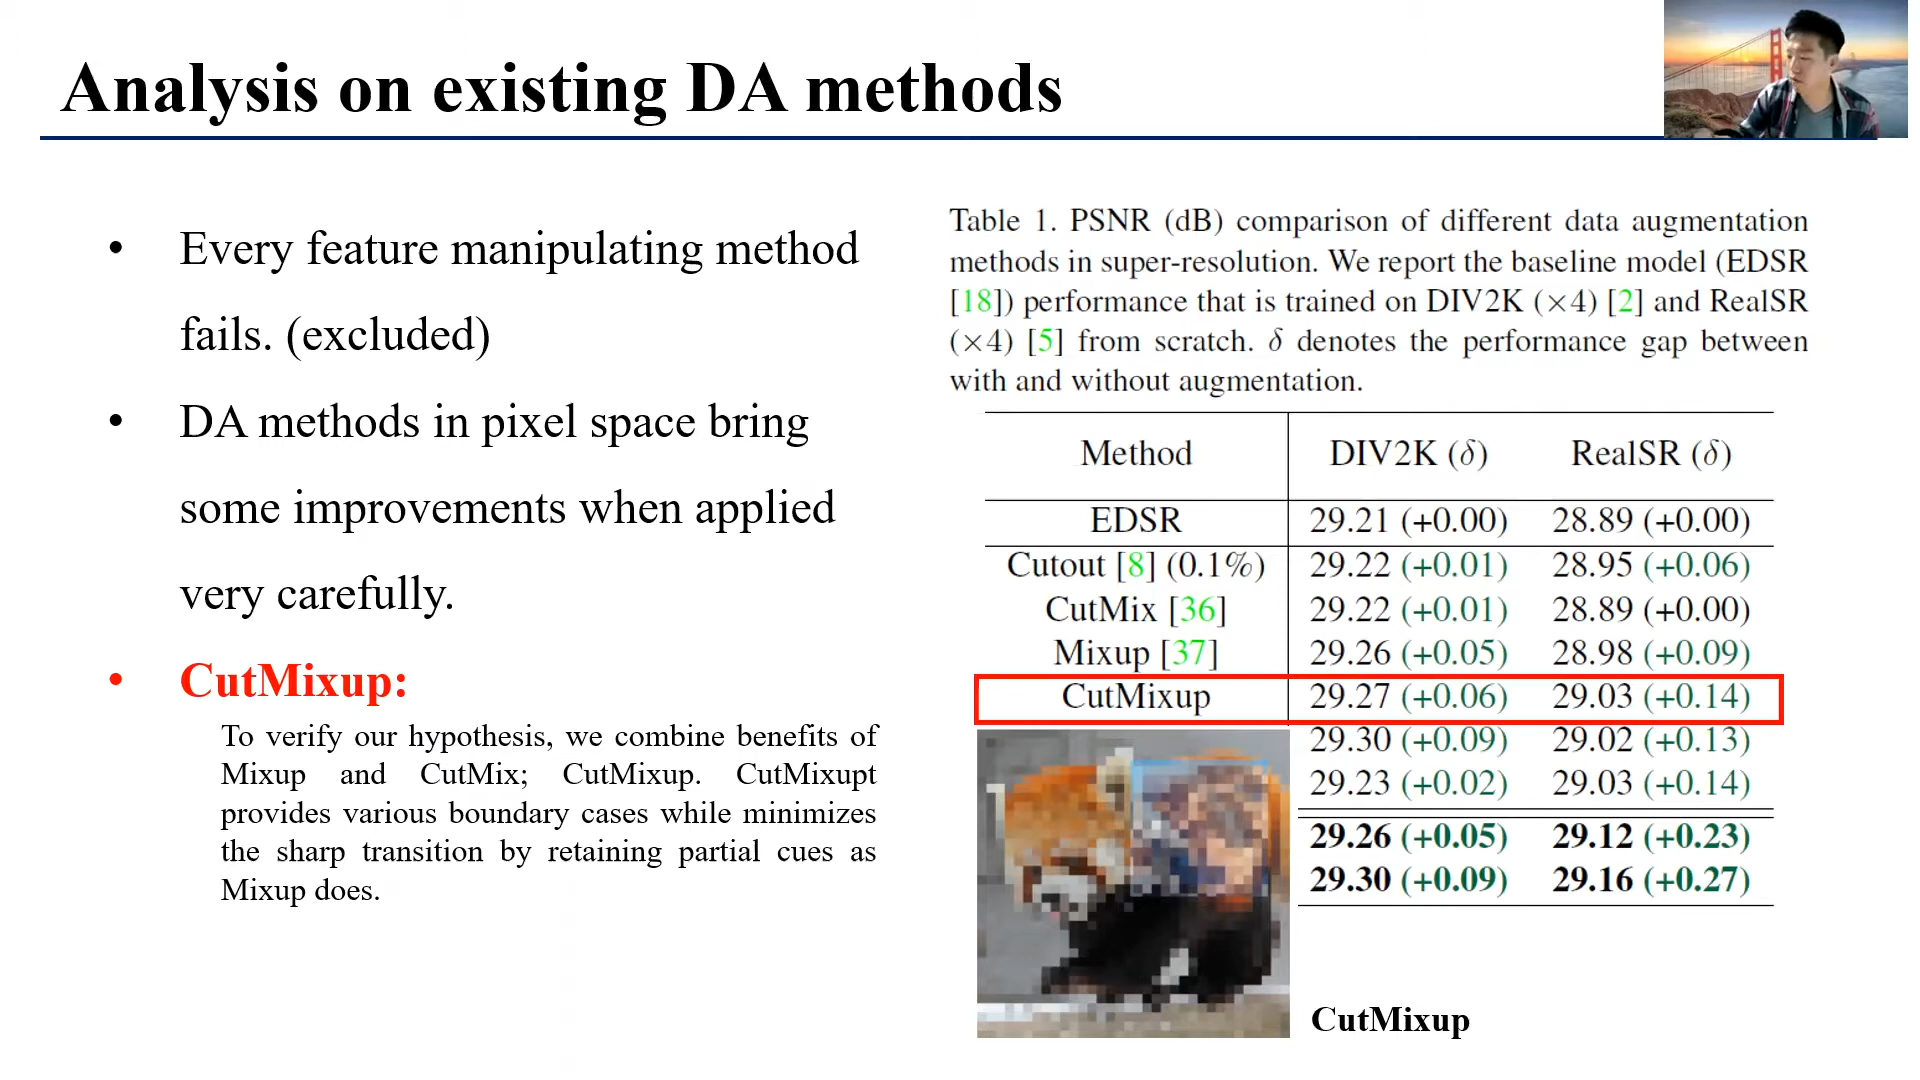 Analysis on existing DA methods
• Every feature manipulating method
fails. (excluded)
• DA methods in pixel space bring
some improvements when applied
very carefully.
• CutMixup:
To verify our hypothesis, we combine benefits of
Mixup and CutMix; CutMixup. CutMixupt
provides various boundary cases while minimizes
the sharp transition by retaining partial cues as
Mixup does.
Table 1. PSNR (dB) comparison of different data augmentation
methods in super-resolution. We report the baseline model (EDSR
[18]) performance that is trained on DIV2K (×4) [2] and RealSR
(×4) [5] from scratch. δ denotes the performance gap between
with and without augmentation.
Method DIV2K (δ) RealSR (δ)
EDSR 29.21 (+0.00) 28.89 (+0.00)
Cutout [8] (0.1%) 29.22 (+0.01) 28.95 (+0.06)
CutMix [36] 29.22 (+0.01) 28.89 (+0.00)
Mixup [37] 29.26 (+0.05) 28.98 (+0.09)
CutMixup 29.27 (+0.06) 29.03 (+0.14)
29.30 (+0.09) 29.02 (+0.13)
29.23 (+0.02) 29.03 (+0.14)
29.26 (+0.05) 29.12 (+0.23)
29.30 (+0.09) 29.16 (+0.27)
CutMixup